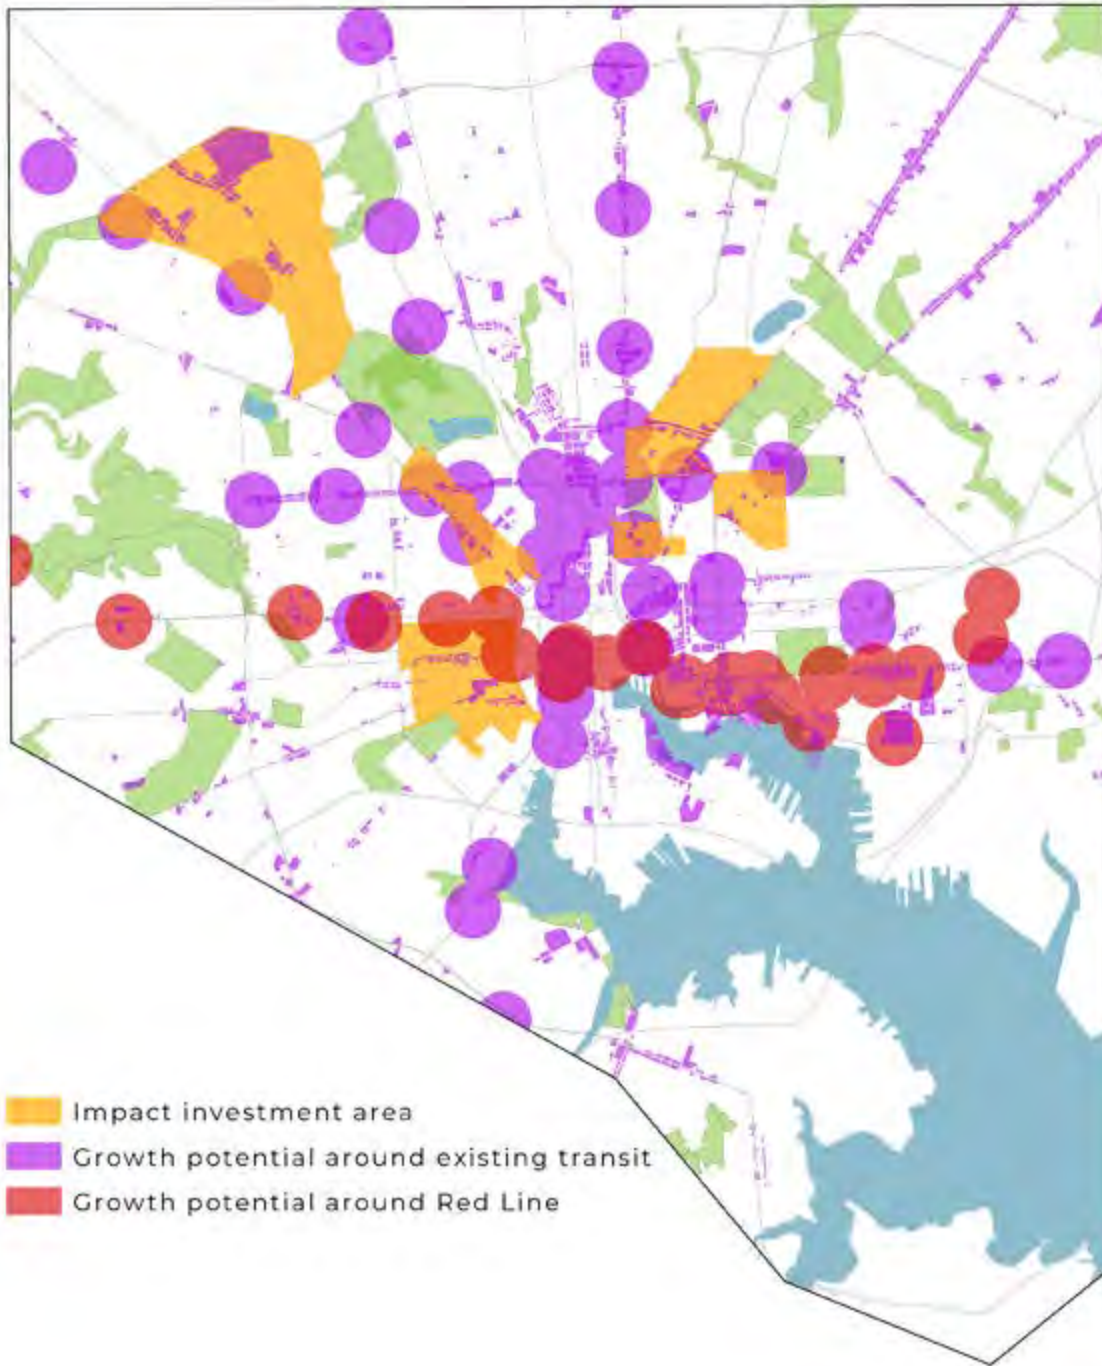 Impact investment area
Growth potential around existing transit
Growth potential around Red Line